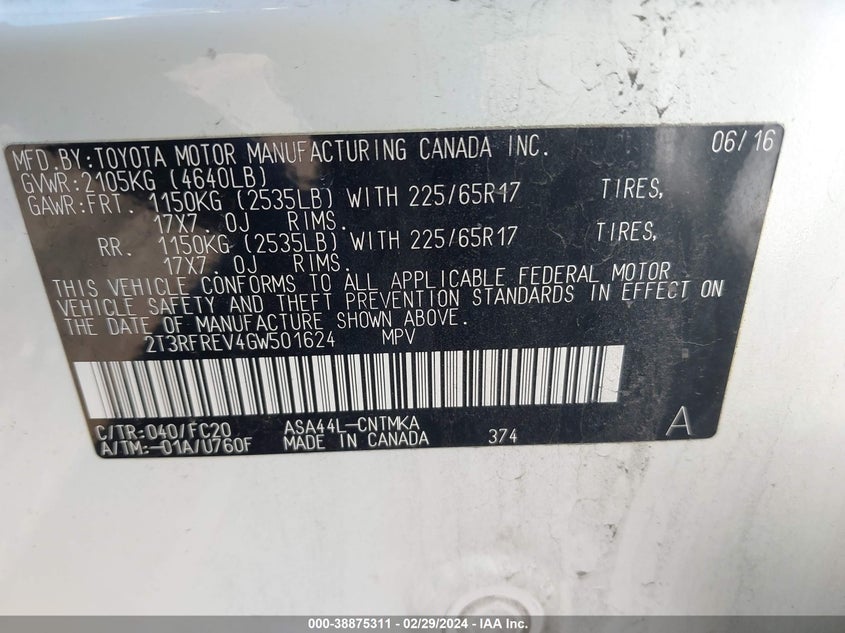 MFD.BY:TOYOTA MOTOR MANUFACTURING CANADA INC. 06/16
GVWR:2105KG (4640LB)
GAWR:FRT. 1150KG (2535LB) WITH 225/65R17 TIRES,
17X7. 0J RIMS.
RR. 1150KG (2535LB) WITH 225/65R17 TIRES,
17X7. 0J RIMS.
THIS VEHICLE CONFORMS TO ALL APPLICABLE FEDERAL MOTOR
VEHICLE SAFETY AND THEFT PREVENTION STANDARDS IN EFFECT ON
THE DATE OF MANUFACTURE SHOWN ABOVE.
2T3RFREV4GW501624 MPV
C/TR:040/FC20 ASA44L-CNTMKA
A/TM:-01A/U760F MADE IN CANADA 374 A
000-38875311 - 02/29/2024 - IAA Inc.